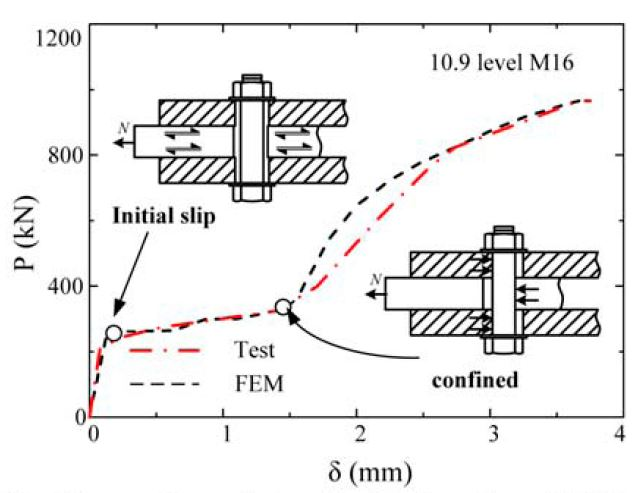 1200
10.9 level M16
N
800
Initial slip
P (kN)
N
400
Test
FEM
confined
0
0 1 2 3 4
δ (mm)